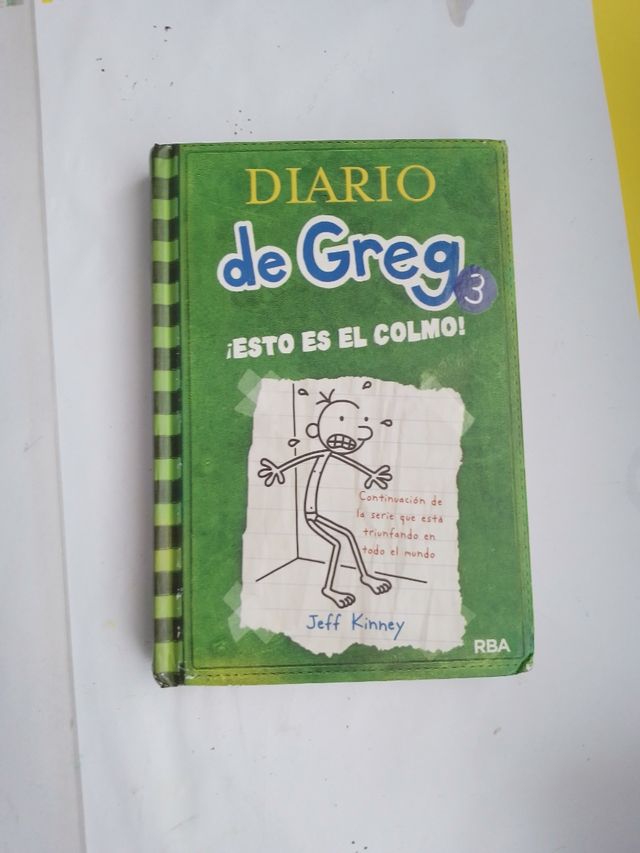 DIARIO
de Greg 3
¡ESTO ES EL COLMO!
Continuación de
la serie que está
triunfando en
todo el mundo
Jeff Kinney
RBA